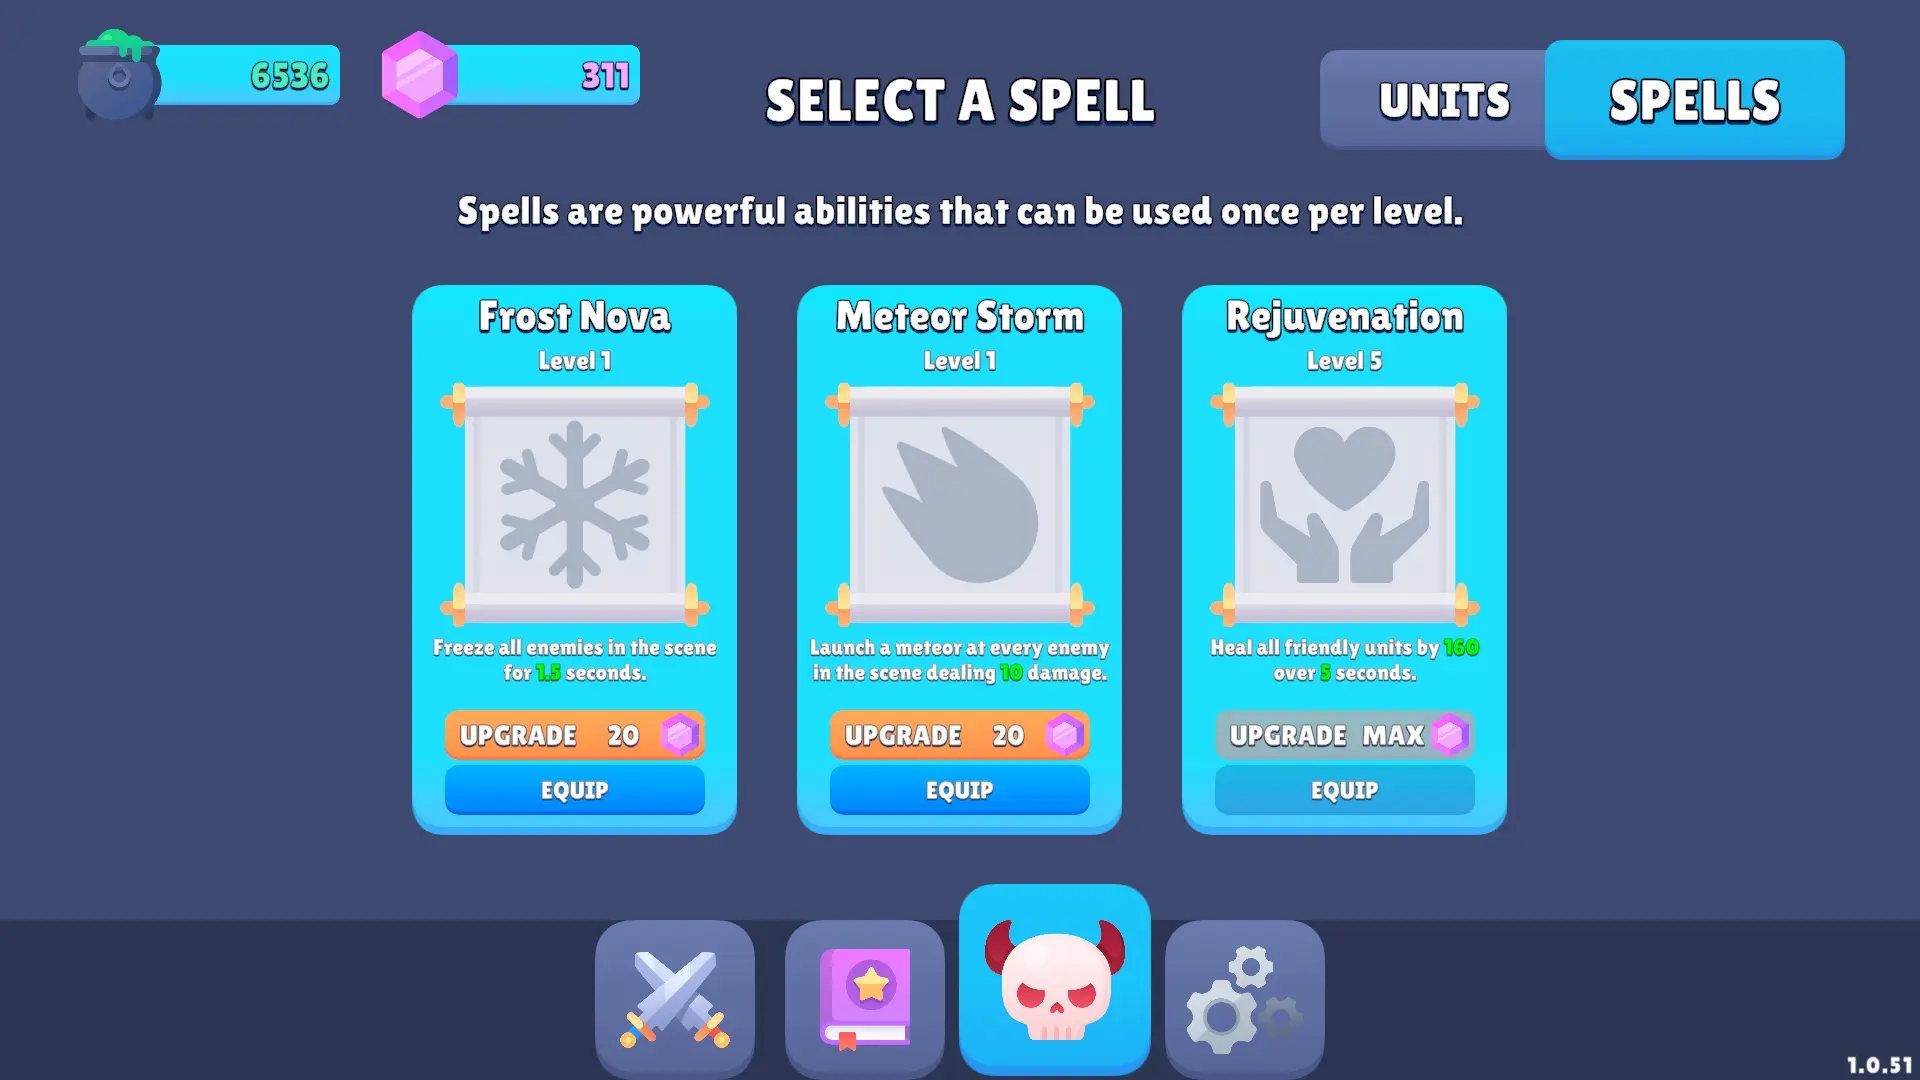 6536
311
SELECT A SPELL
UNITS
SPELLS
Spells are powerful abilities that can be used once per level.
Frost Nova
Level 1
Freeze all enemies in the scene
for 1.5 seconds.
UPGRADE 20
EQUIP
Meteor Storm
Level 1
Launch a meteor at every enemy
in the scene dealing 10 damage.
UPGRADE 20
EQUIP
Rejuvenation
Level 5
Heal all friendly units by 160
over 5 seconds.
UPGRADE MAX
EQUIP
1.0.51